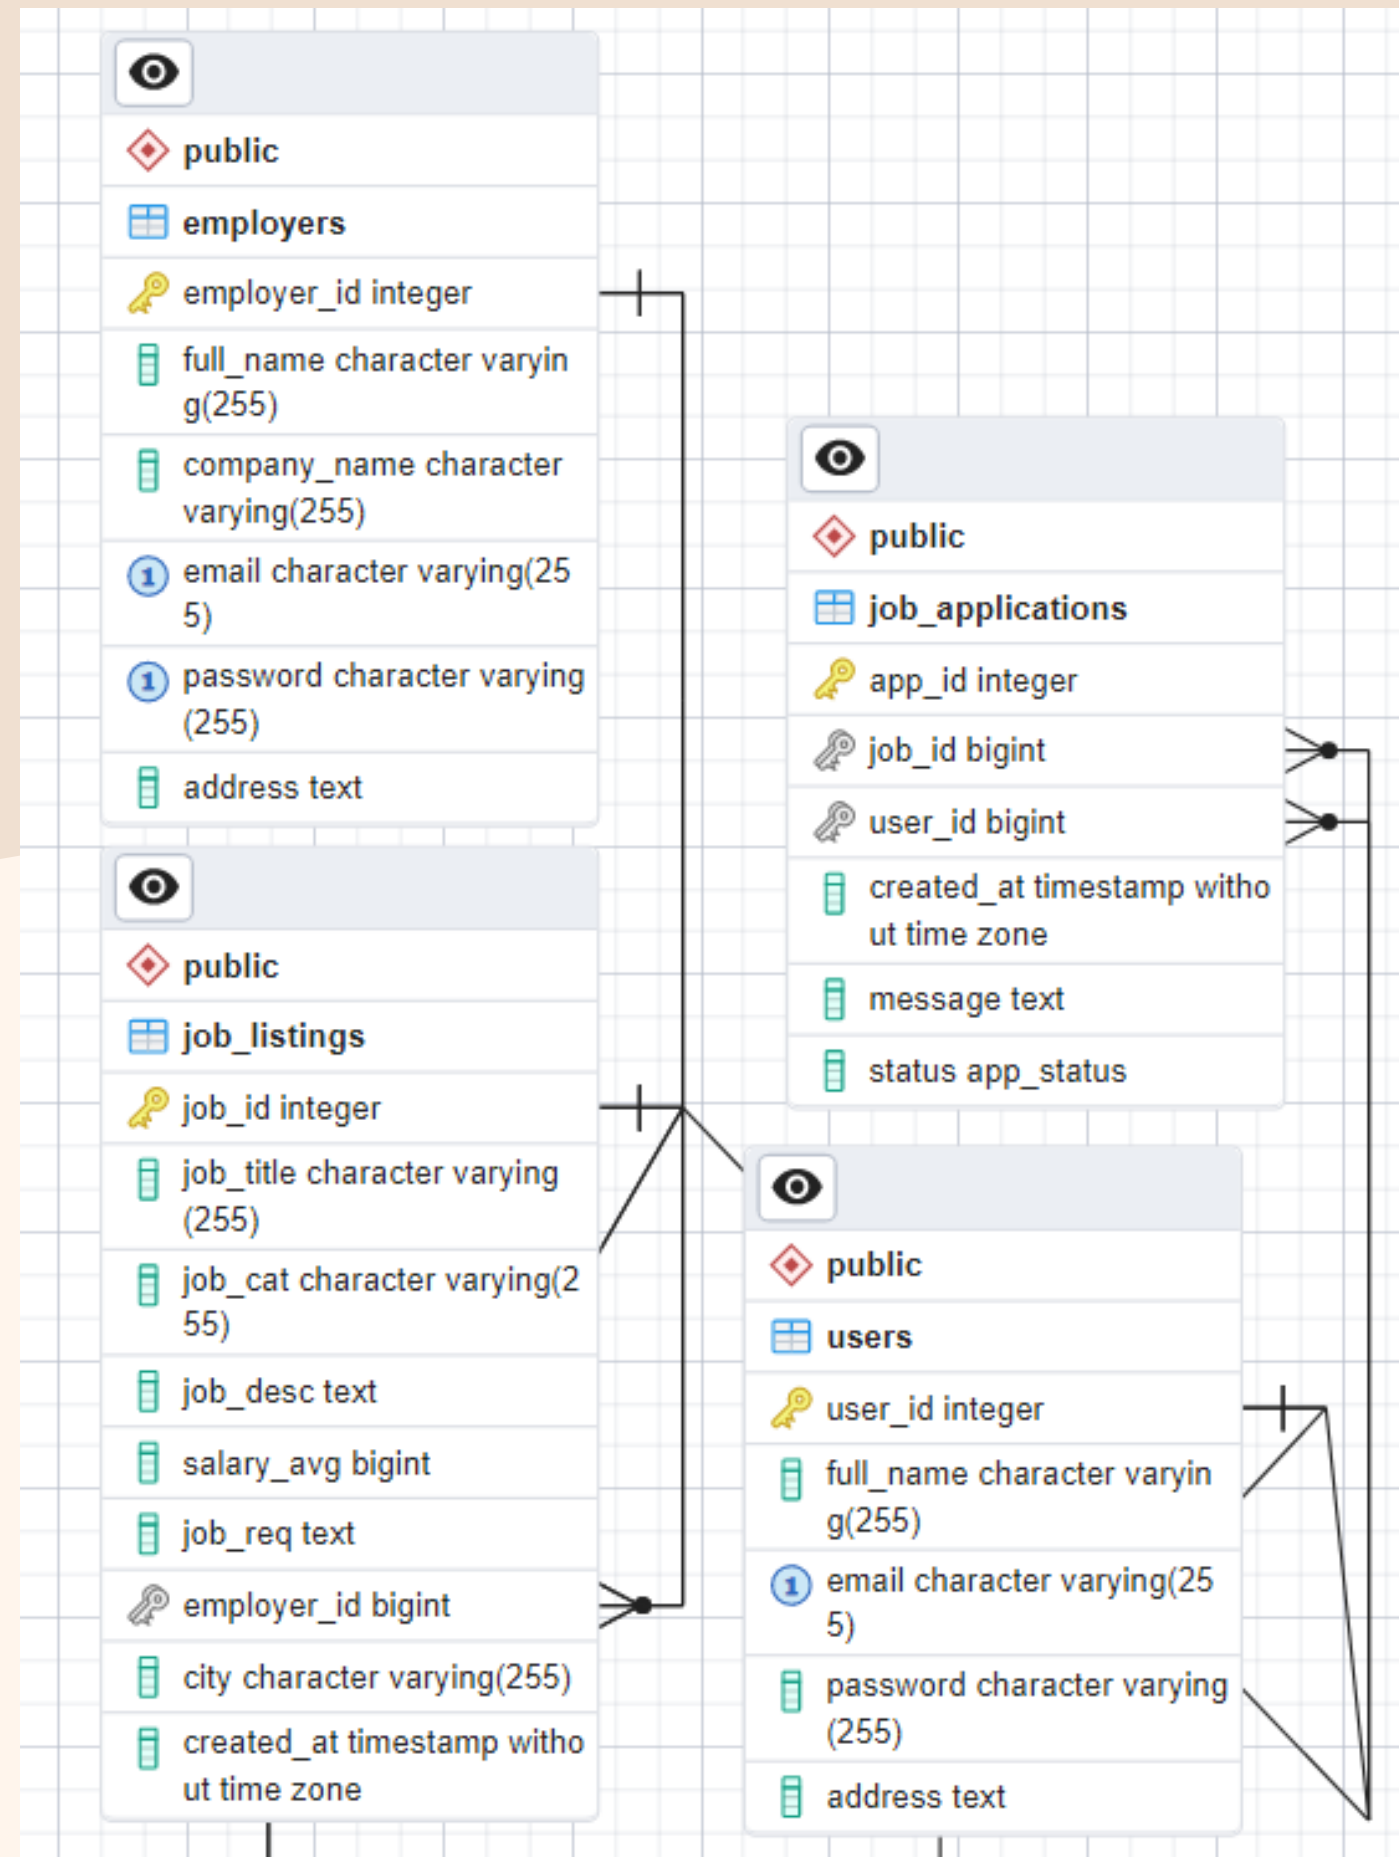 public
employers
employer_id integer
full_name character varyin
g(255)
company_name character
varying(255)
1 email character varying(25
5)
1 password character varying
(255)
address text
public
job_listings
job_id integer
job_title character varying
(255)
job_cat character varying(2
55)
job_desc text
salary_avg bigint
job_req text
employer_id bigint
city character varying(255)
created_at timestamp witho
ut time zone
public
job_applications
app_id integer
job_id bigint
user_id bigint
created_at timestamp witho
ut time zone
message text
status app_status
public
users
user_id integer
full_name character varyin
g(255)
1 email character varying(25
5)
password character varying
(255)
address text